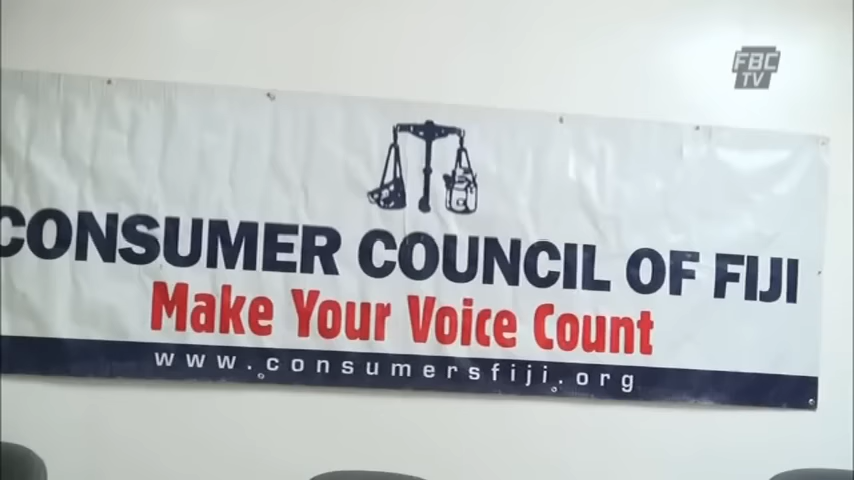 FBC
TV
CONSUMER COUNCIL OF FIJI
Make Your Voice Count
www.consumersfiji.org